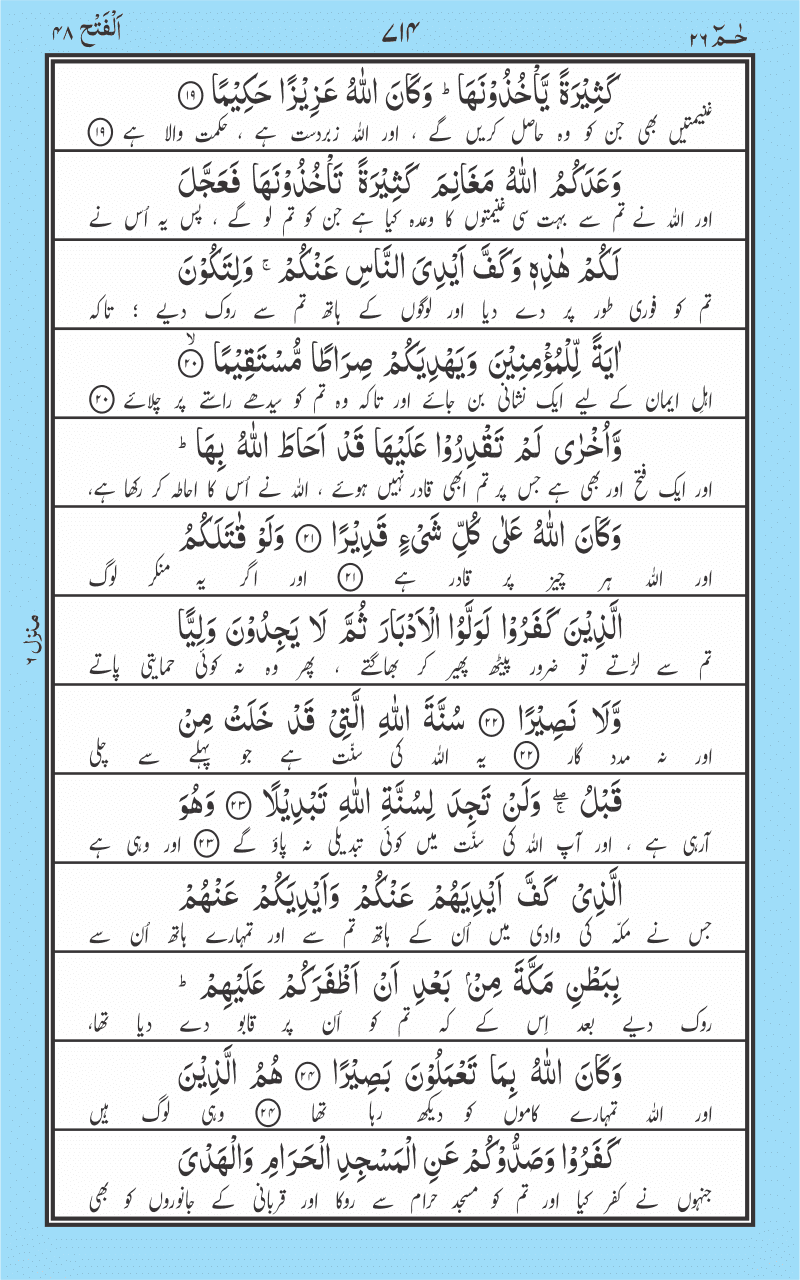 حٰمٓ ۲۶
۷۱۴
اَلْفَتْح ۴۸
كَثِيْرَةً يَّاْخُذُوْنَهَا ؕ وَكَانَ اللّٰهُ عَزِيْزًا حَكِيْمًا ﴿۱۹﴾
غنیمتیں بھی جن کو وہ حاصل کریں گے ، اور اللہ زبردست ہے ، حکمت والا ہے ﴿۱۹﴾
وَعَدَكُمُ اللّٰهُ مَغَانِمَ كَثِيْرَةً تَاْخُذُوْنَهَا فَعَجَّلَ
اور اللہ نے تم سے بہت سی غنیمتوں کا وعدہ کیا ہے جن کو تم لو گے ، پس یہ اُس نے
لَكُمْ هٰذِهٖ وَكَفَّ اَيْدِىَ النَّاسِ عَنْكُمْ ۚ وَلِتَكُوْنَ
تم کو فوری طور پر دے دیا اور لوگوں کے ہاتھ تم سے روک دیے ؛ تاکہ
اٰيَةً لِّلْمُؤْمِنِيْنَ وَيَهْدِيَكُمْ صِرَاطًا مُّسْتَقِيْمًا ﴿۲۰﴾ ۙ
اہلِ ایمان کے لیے ایک نشانی بن جائے اور تاکہ وہ تم کو سیدھے راستے پر چلائے ﴿۲۰﴾
وَّاُخْرٰى لَمْ تَقْدِرُوْا عَلَيْهَا قَدْ اَحَاطَ اللّٰهُ بِهَا ؕ
اور ایک فتح اور بھی ہے جس پر تم ابھی قادر نہیں ہوئے ، اللہ نے اُس کا احاطہ کر رکھا ہے،
وَكَانَ اللّٰهُ عَلٰى كُلِّ شَىْءٍ قَدِيْرًا ﴿۲۱﴾ وَلَوْ قٰتَلَكُمُ
اور اللہ ہر چیز پر قادر ہے ﴿۲۱﴾ اور اگر یہ منکر لوگ
الَّذِيْنَ كَفَرُوْا لَوَلَّوُا الْاَدْبَارَ ثُمَّ لَا يَجِدُوْنَ وَلِيًّا
تم سے لڑتے تو ضرور پیٹھ پھیر کر بھاگتے ، پھر وہ نہ کوئی حمایتی پاتے
منزل ۶
وَّلَا نَصِيْرًا ﴿۲۲﴾ سُنَّةَ اللّٰهِ الَّتِىْ قَدْ خَلَتْ مِنْ
اور نہ مدد گار ﴿۲۲﴾ یہ اللہ کی سنّت ہے جو پہلے سے چلی
قَبْلُ ۖۚ وَلَنْ تَجِدَ لِسُنَّةِ اللّٰهِ تَبْدِيْلًا ﴿۲۳﴾ وَهُوَ
آرہی ہے ، اور آپ اللہ کی سنّت میں کوئی تبدیلی نہ پاؤ گے ﴿۲۳﴾ اور وہی ہے
الَّذِىْ كَفَّ اَيْدِيَهُمْ عَنْكُمْ وَاَيْدِيَكُمْ عَنْهُمْ
جس نے مکہّ کی وادی میں اُن کے ہاتھ تم سے اور تمہارے ہاتھ اُن سے
بِبَطْنِ مَكَّةَ مِنْۢ بَعْدِ اَنْ اَظْفَرَكُمْ عَلَيْهِمْ ؕ
روک دیے بعد اِس کے کہ تم کو اُن پر قابو دے دیا تھا،
وَكَانَ اللّٰهُ بِمَا تَعْمَلُوْنَ بَصِيْرًا ﴿۲۴﴾ هُمُ الَّذِيْنَ
اور اللہ تمہارے کاموں کو دیکھ رہا تھا ﴿۲۴﴾ وہی لوگ ہیں
كَفَرُوْا وَصَدُّوْكُمْ عَنِ الْمَسْجِدِ الْحَرَامِ وَالْهَدْىَ
جنہوں نے کفر کیا اور تم کو مسجد حرام سے روکا اور قربانی کے جانوروں کو بھی